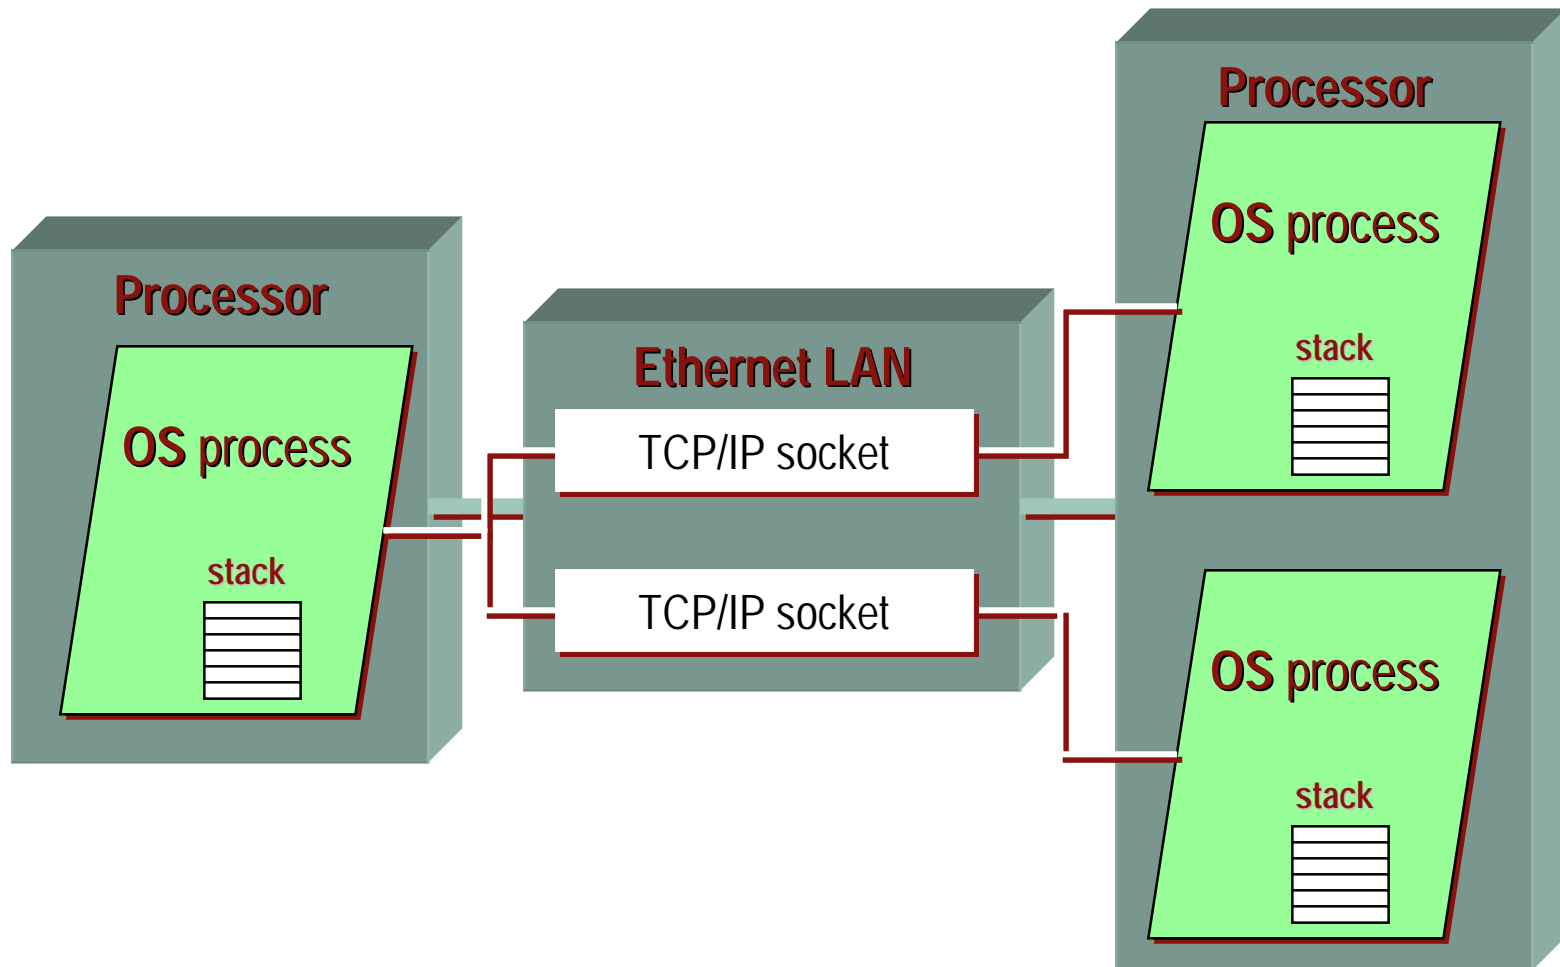 Processor
OS process
stack
Ethernet LAN
TCP/IP socket
TCP/IP socket
Processor
OS process
stack
OS process
stack